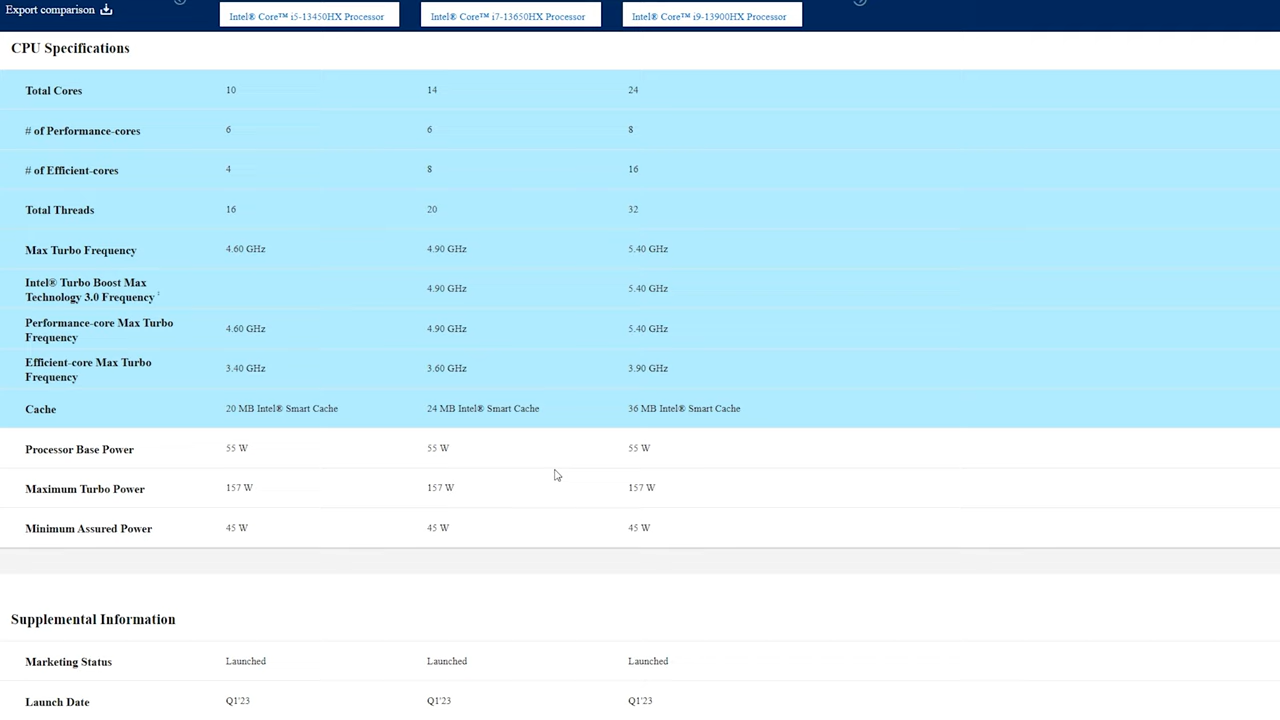 Export comparison
Intel® Core™ i5-13450HX Processor Intel® Core™ i7-13650HX Processor Intel® Core™ i9-13900HX Processor
CPU Specifications
Total Cores 10 14 24
# of Performance-cores 6 6 8
# of Efficient-cores 4 8 16
Total Threads 16 20 32
Max Turbo Frequency 4.60 GHz 4.90 GHz 5.40 GHz
Intel® Turbo Boost Max
Technology 3.0 Frequency ‡ 4.90 GHz 5.40 GHz
Performance-core Max Turbo
Frequency 4.60 GHz 4.90 GHz 5.40 GHz
Efficient-core Max Turbo
Frequency 3.40 GHz 3.60 GHz 3.90 GHz
Cache 20 MB Intel® Smart Cache 24 MB Intel® Smart Cache 36 MB Intel® Smart Cache
Processor Base Power 55 W 55 W 55 W
Maximum Turbo Power 157 W 157 W 157 W
Minimum Assured Power 45 W 45 W 45 W
Supplemental Information
Marketing Status Launched Launched Launched
Launch Date Q1'23 Q1'23 Q1'23